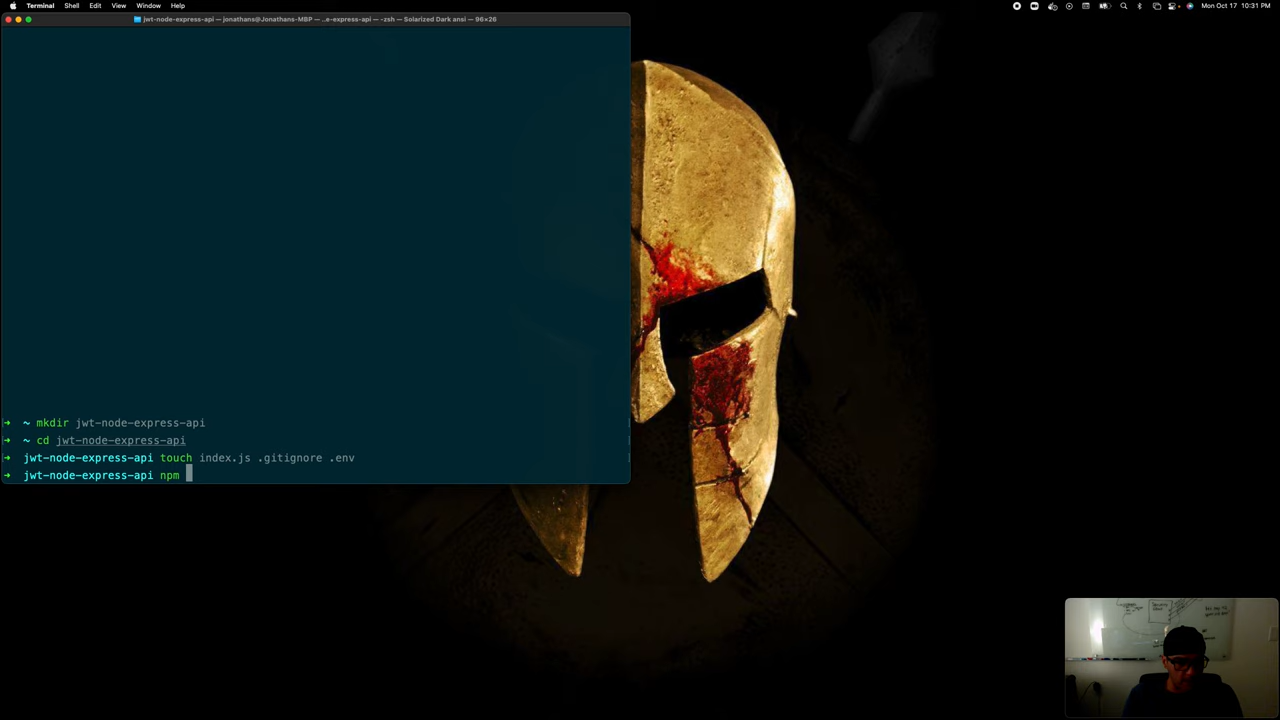 Terminal Shell Edit View Window Help
Mon Oct 17 10:31 PM
jwt-node-express-api — jonathans@Jonathans-MBP — ..e-express-api — -zsh — Solarized Dark ansi — 96×26
➜ ~ mkdir jwt-node-express-api
➜ ~ cd jwt-node-express-api
➜ jwt-node-express-api touch index.js .gitignore .env
➜ jwt-node-express-api npm